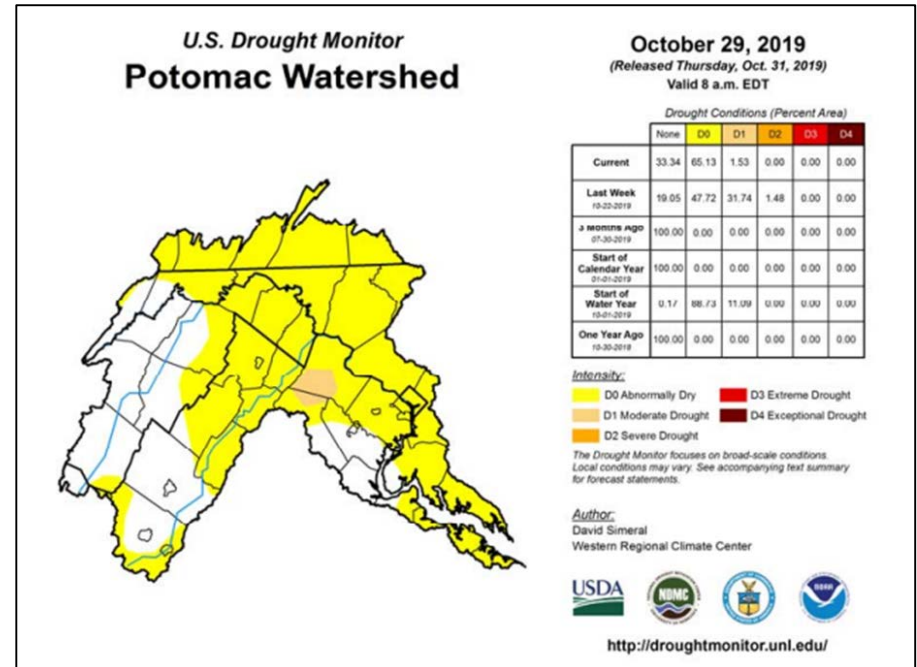 U.S. Drought Monitor
Potomac Watershed
October 29, 2019
(Released Thursday, Oct. 31, 2019)
Valid 8 a.m. EDT
Drought Conditions (Percent Area)
None D0 D1 D2 D3 D4
Current 33.34 65.13 1.53 0.00 0.00 0.00
Last Week
10-22-2019
19.05 47.72 31.74 1.48 0.00 0.00
3 Months Ago
07-30-2019
100.00 0.00 0.00 0.00 0.00 0.00
Start of
Calendar Year
01-01-2019
100.00 0.00 0.00 0.00 0.00 0.00
Start of
Water Year
10-01-2019
0.17 88.73 11.09 0.00 0.00 0.00
One Year Ago
10-30-2018
100.00 0.00 0.00 0.00 0.00 0.00
Intensity:
D0 Abnormally Dry
D1 Moderate Drought
D2 Severe Drought
D3 Extreme Drought
D4 Exceptional Drought
The Drought Monitor focuses on broad-scale conditions.
Local conditions may vary. See accompanying text summary
for forecast statements.
Author:
David Simeral
Western Regional Climate Center
USDA
NDMC
http://droughtmonitor.unl.edu/